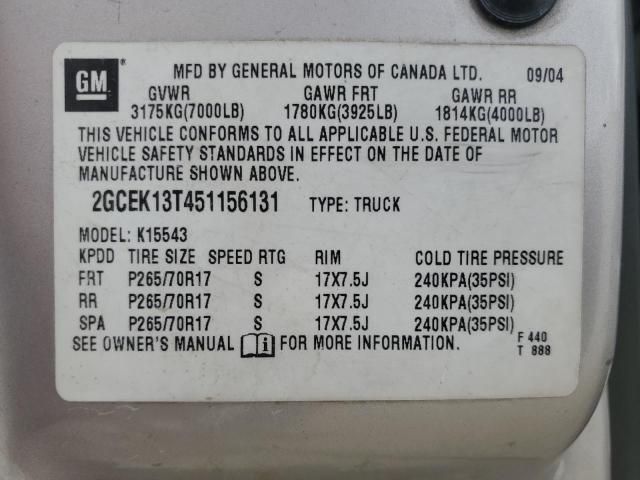 GM ®
MFD BY GENERAL MOTORS OF CANADA LTD. 09/04
GVWR GAWR FRT GAWR RR
3175KG(7000LB) 1780KG(3925LB) 1814KG(4000LB)
THIS VEHICLE CONFORMS TO ALL APPLICABLE U.S. FEDERAL MOTOR
VEHICLE SAFETY STANDARDS IN EFFECT ON THE DATE OF
MANUFACTURE SHOWN ABOVE.
2GCEK13T451156131 TYPE: TRUCK
MODEL: K15543
KPDD TIRE SIZE SPEED RTG RIM COLD TIRE PRESSURE
FRT P265/70R17 S 17X7.5J 240KPA(35PSI)
RR P265/70R17 S 17X7.5J 240KPA(35PSI)
SPA P265/70R17 S 17X7.5J 240KPA(35PSI)
SEE OWNER'S MANUAL FOR MORE INFORMATION. F 440
T 888